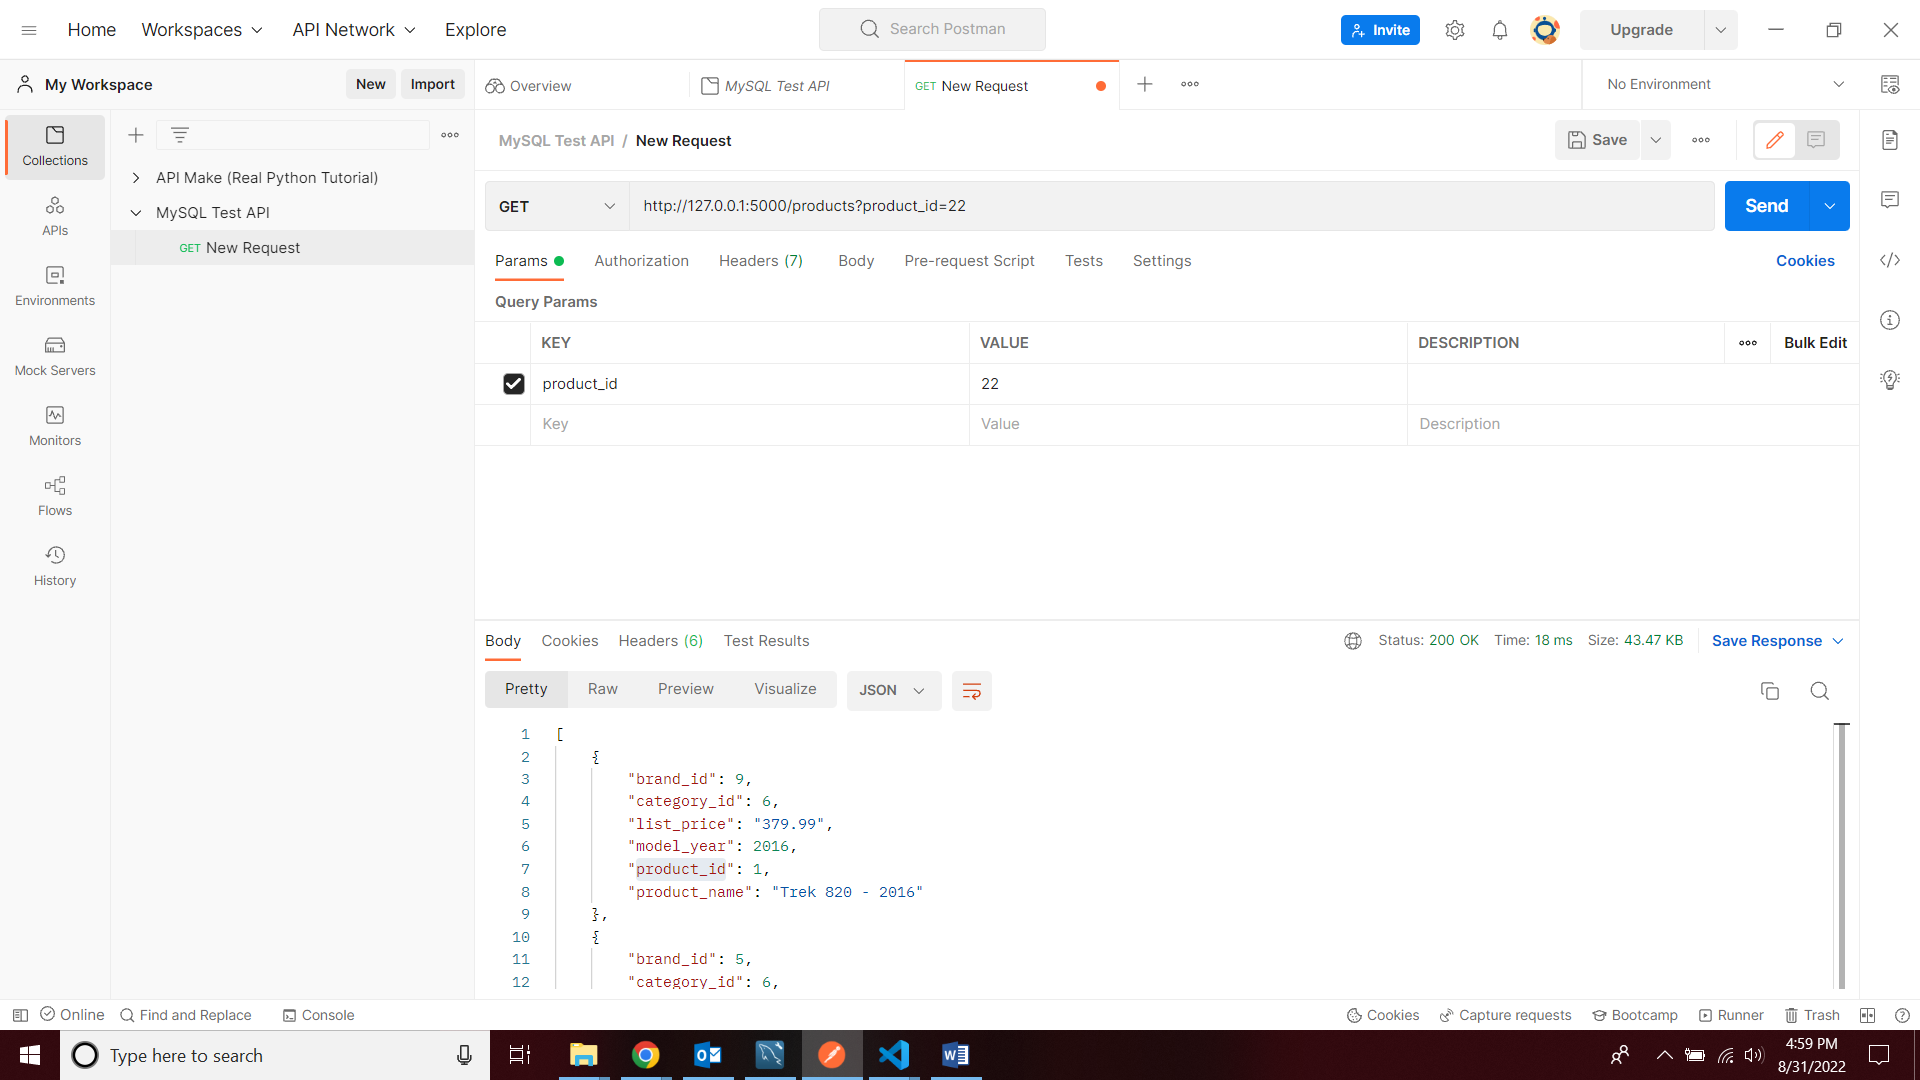 Home Workspaces API Network Explore Search Postman Invite Upgrade
My Workspace New Import Overview MySQL Test API GET New Request No Environment
Collections
APIs
Environments
Mock Servers
Monitors
Flows
History
API Make (Real Python Tutorial)
MySQL Test API
GET New Request
MySQL Test API / New Request Save
GET http://127.0.0.1:5000/products?product_id=22 Send
Params Authorization Headers (7) Body Pre-request Script Tests Settings Cookies
Query Params
KEY VALUE DESCRIPTION Bulk Edit
product_id 22
Key Value Description
Body Cookies Headers (6) Test Results Status: 200 OK Time: 18 ms Size: 43.47 KB Save Response
Pretty Raw Preview Visualize JSON
1 [
2 {
3 "brand_id": 9,
4 "category_id": 6,
5 "list_price": "379.99",
6 "model_year": 2016,
7 "product_id": 1,
8 "product_name": "Trek 820 - 2016"
9 },
10 {
11 "brand_id": 5,
12 "category_id": 6,
Online Find and Replace Console Cookies Capture requests Bootcamp Runner Trash
Type here to search
4:59 PM
8/31/2022